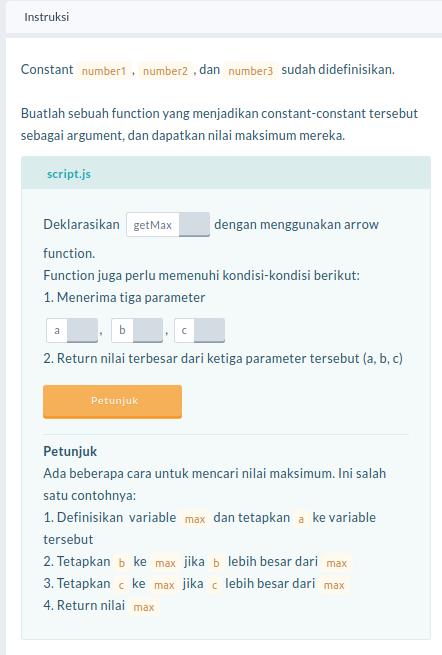 Instruksi
Constant number1 , number2 , dan number3 sudah didefinisikan.
Buatlah sebuah function yang menjadikan constant-constant tersebut
sebagai argument, dan dapatkan nilai maksimum mereka.
script.js
Deklarasikan getMax dengan menggunakan arrow
function.
Function juga perlu memenuhi kondisi-kondisi berikut:
1. Menerima tiga parameter
a , b , c
2. Return nilai terbesar dari ketiga parameter tersebut (a, b, c)
Petunjuk
Petunjuk
Ada beberapa cara untuk mencari nilai maksimum. Ini salah
satu contohnya:
1. Definisikan variable max dan tetapkan a ke variable
tersebut
2. Tetapkan b ke max jika b lebih besar dari max
3. Tetapkan c ke max jika c lebih besar dari max
4. Return nilai max